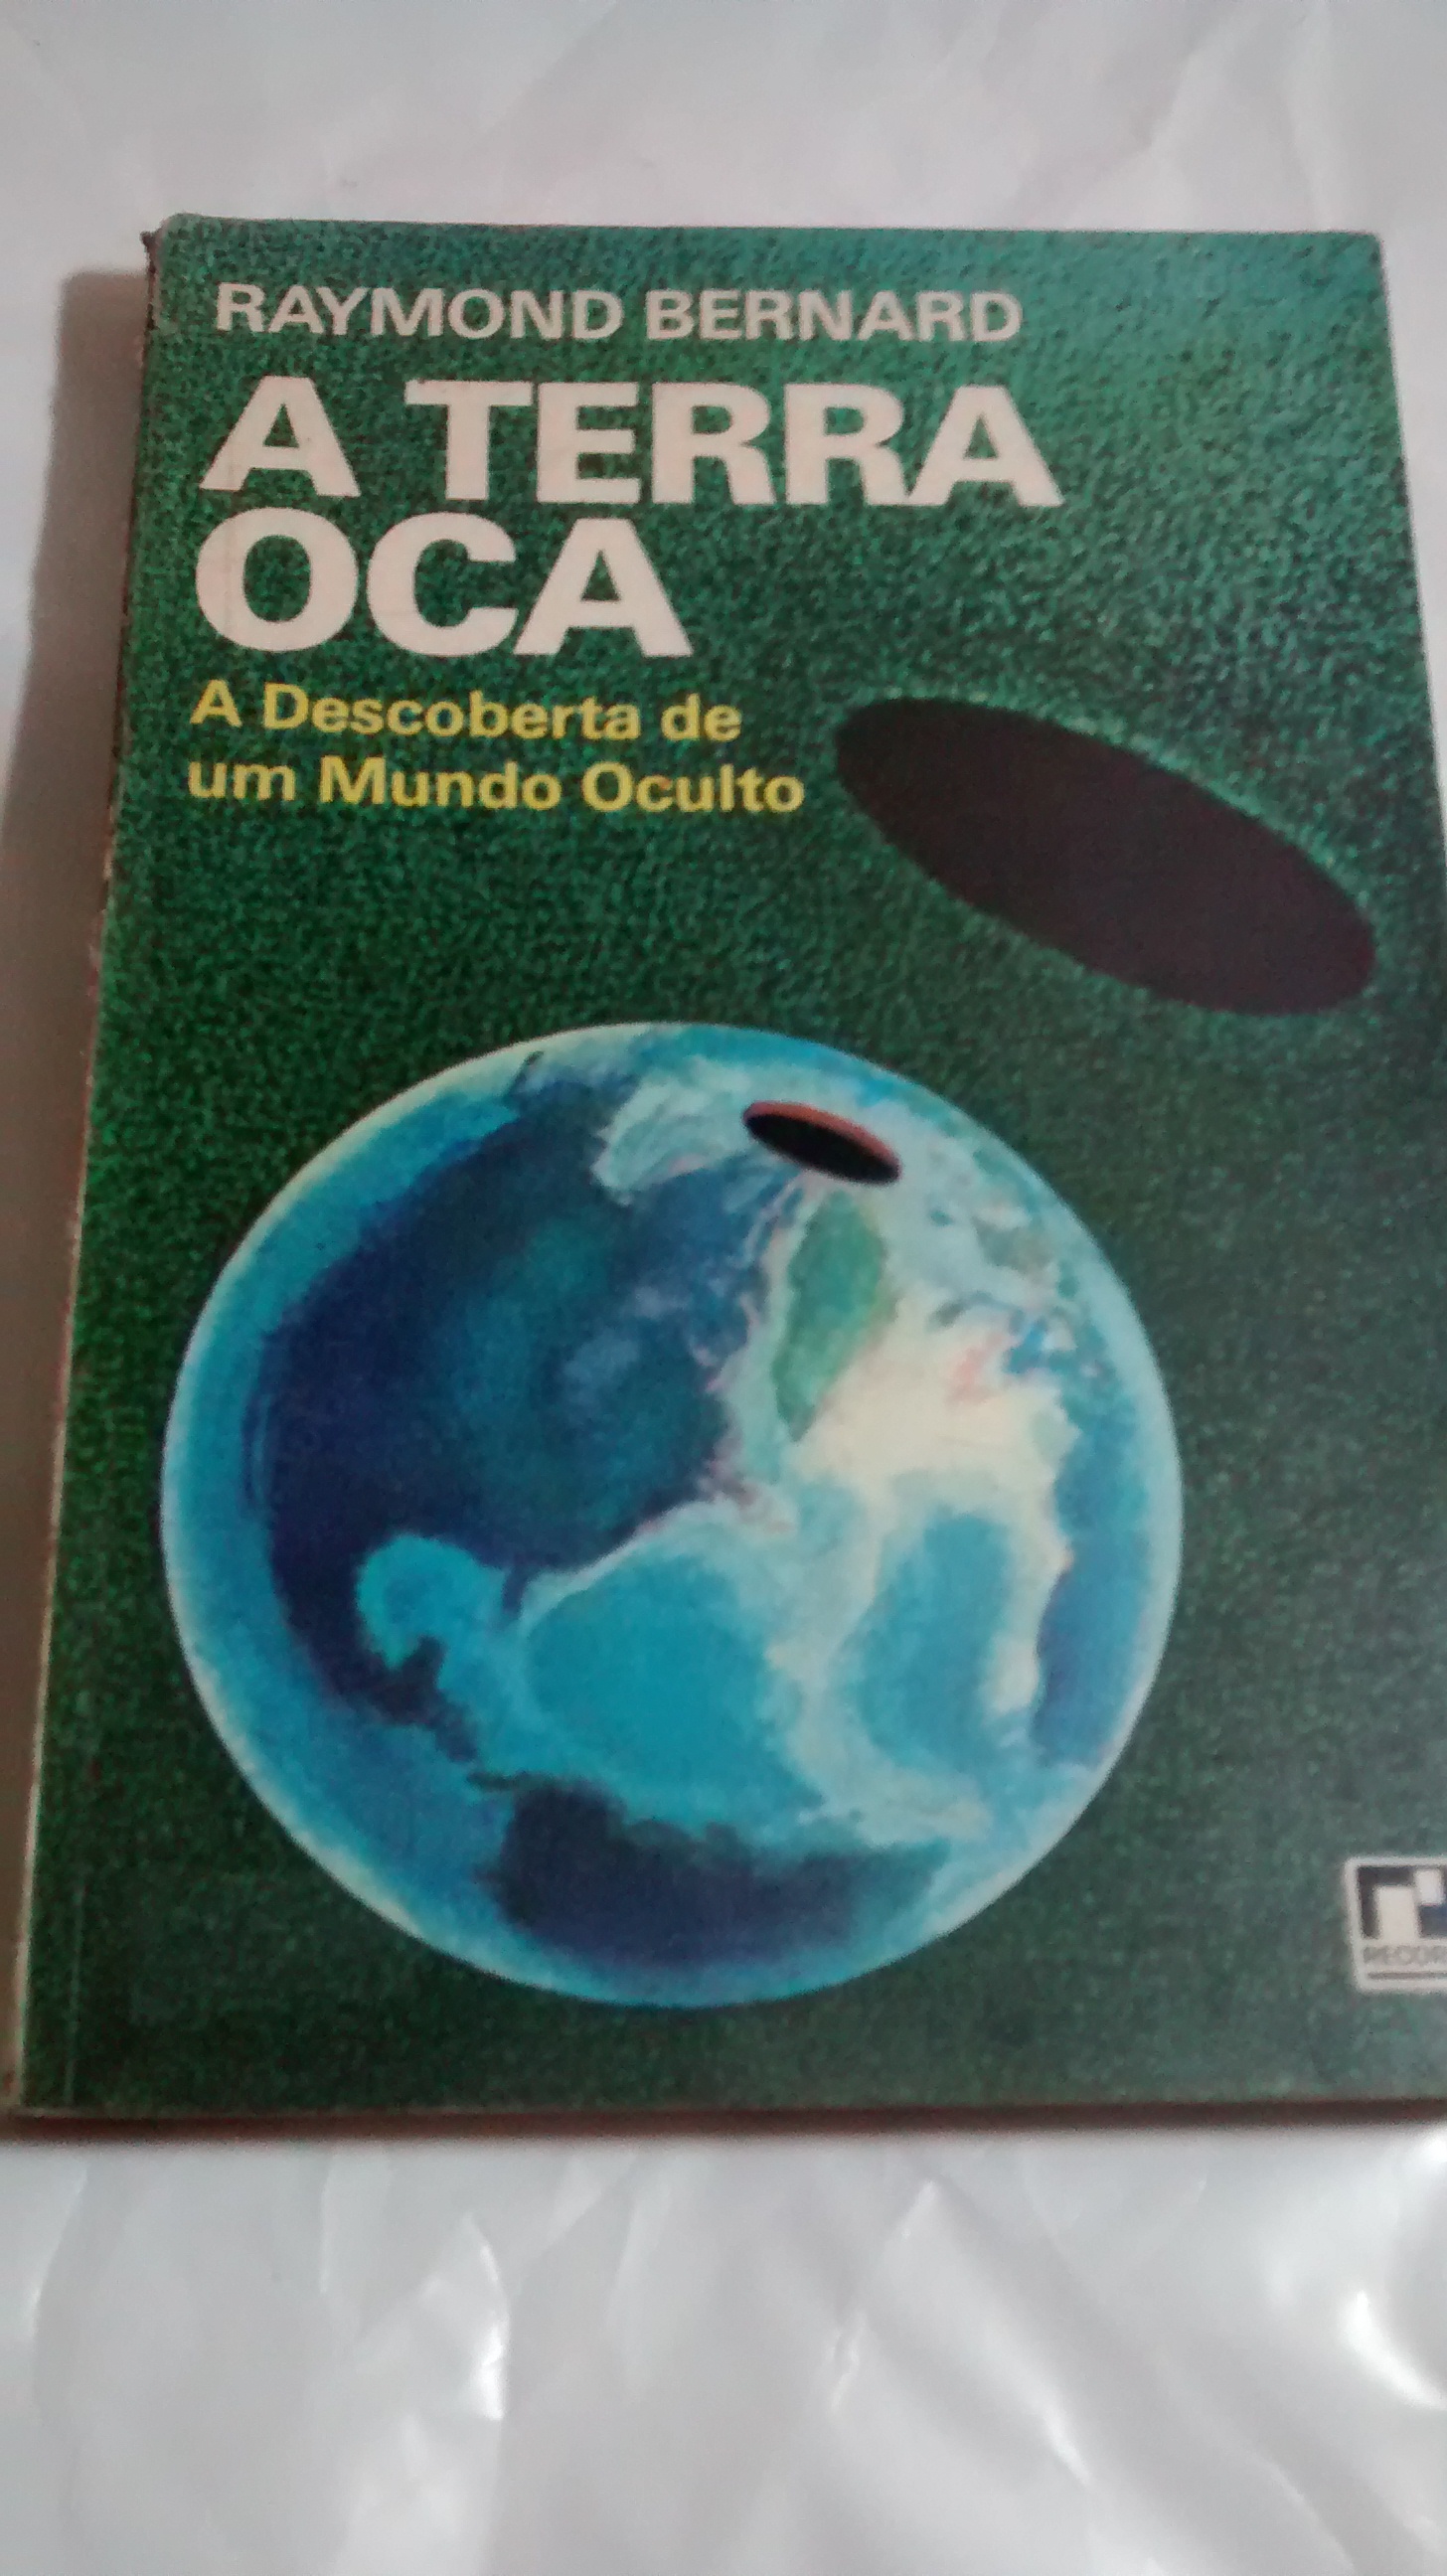 RAYMOND BERNARD
A TERRA
OCA
A Descoberta de
um Mundo Oculto